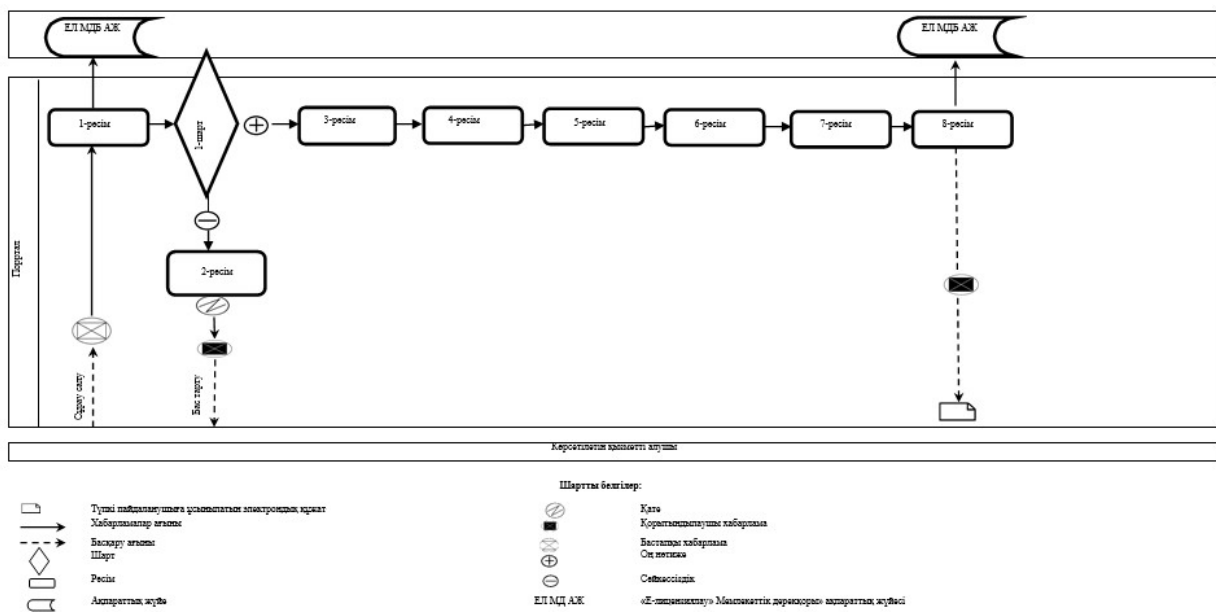 ЕЛ МДБ АЖ
ЕЛ МДБ АЖ
1-рәсім
1-шарт
3-рәсім
4-рәсім
5-рәсім
6-рәсім
7-рәсім
8-рәсім
2-рәсім
Сұрау салу
Бас тарту
Көрсетілетін қызметті алушы
Шартты белгілер:
Түпкі пайдаланушыға ұсынылатын электрондық құжат
Хабарламалар ағыны
Басқару ағыны
Шарт
Рәсім
Ақпараттық жүйе
Қате
Қорытындылаушы хабарлама
Бастапқы хабарлама
Оң нәтиже
Сәйкессіздік
ЕЛ МД АЖ
«Е-лицензиялау» Мемлекеттік дерекқоры» ақпараттық жүйесі